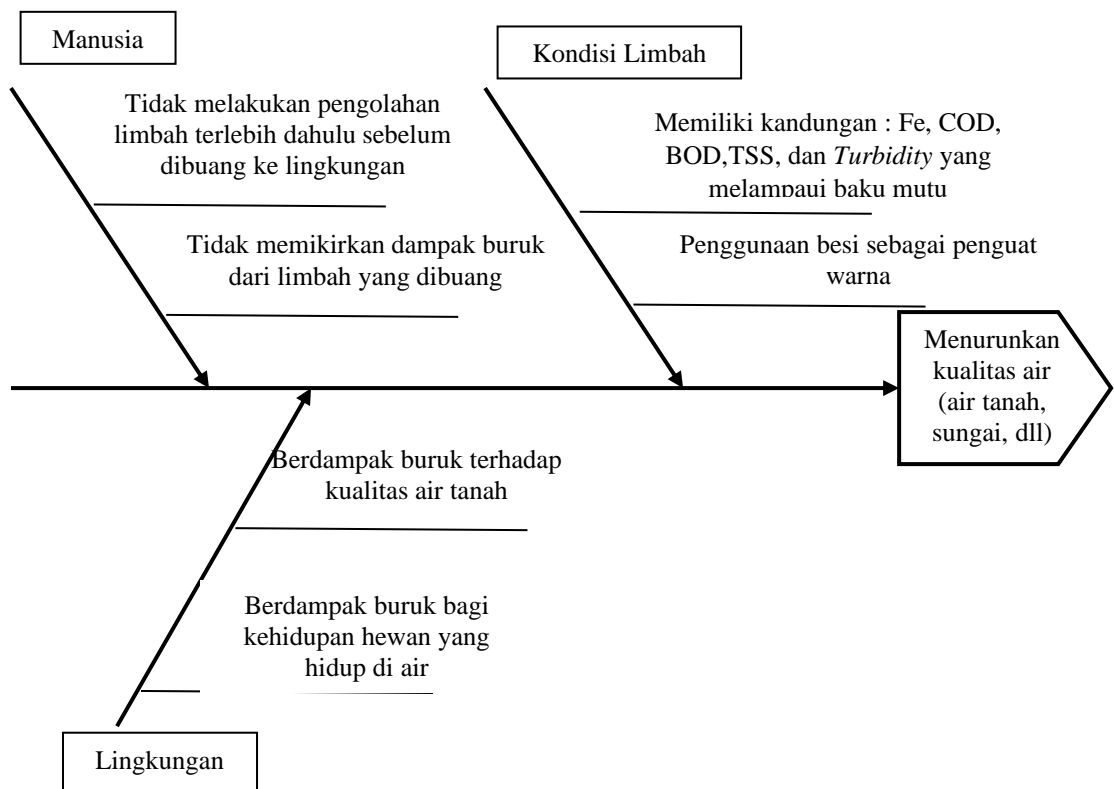 Manusia
Kondisi Limbah
Tidak melakukan pengolahan
limbah terlebih dahulu sebelum
dibuang ke lingkungan
Memiliki kandungan : Fe, COD,
BOD,TSS, dan Turbidity yang
melampaui baku mutu
Tidak memikirkan dampak buruk
dari limbah yang dibuang
Penggunaan besi sebagai penguat
warna
Menurunkan
kualitas air
(air tanah,
sungai, dll)
Berdampak buruk terhadap
kualitas air tanah
Berdampak buruk bagi
kehidupan hewan yang
hidup di air
Lingkungan